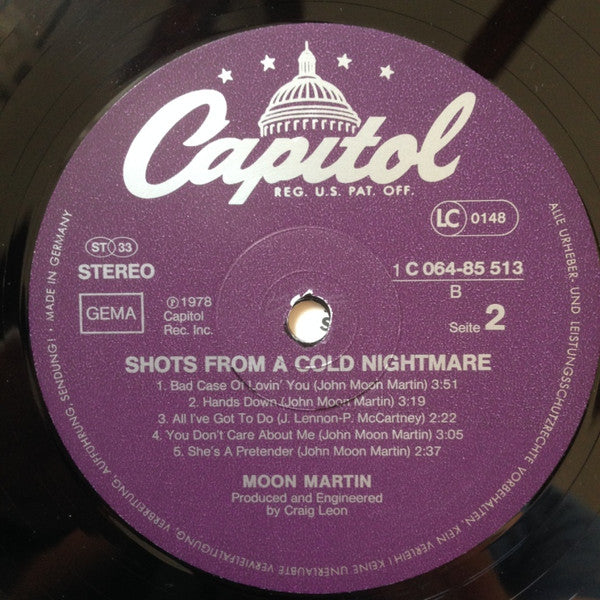 Capitol
REG. U.S. PAT. OFF.
LC 0148
ST 33
STEREO
1 C 064-85 513
B
GEMA
℗ 1978
Capitol
Rec. Inc.
Seite 2
SHOTS FROM A COLD NIGHTMARE
1. Bad Case Of Lovin' You (John Moon Martin) 3:51
2. Hands Down (John Moon Martin) 3:19
3. All I've Got To Do (J. Lennon-P. McCartney) 2:22
4. You Don't Care About Me (John Moon Martin) 3:05
5. She's A Pretender (John Moon Martin) 2:37
MOON MARTIN
Produced and Engineered
by Craig Leon
ALLE URHEBER- UND LEISTUNGSSCHUTZRECHTE VORBEHALTEN. KEIN VERLEIH! KEINE UNERLAUBTE VERVIELFÄLTIGUNG, VERBREITUNG, AUFFÜHRUNG, SENDUNG! • MADE IN GERMANY